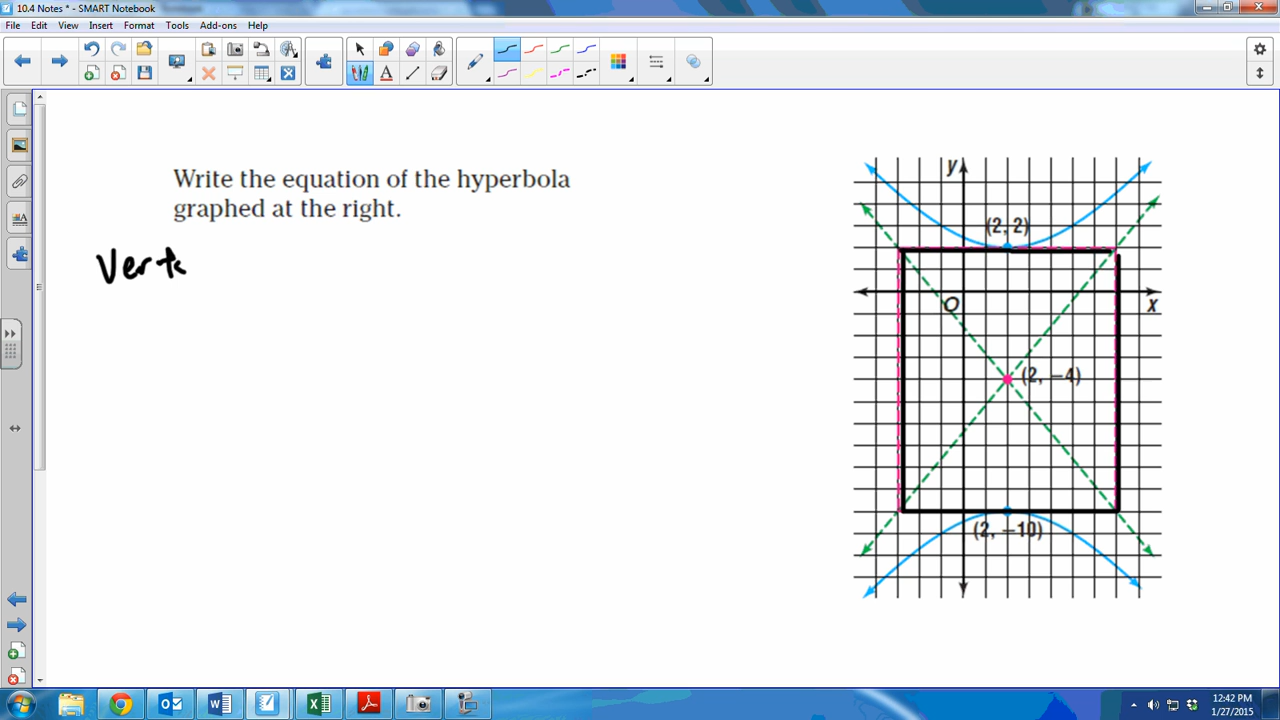 10.4 Notes * - SMART Notebook
File Edit View Insert Format Tools Add-ons Help
Write the equation of the hyperbola
graphed at the right.
Vert
y
(2, 2)
O
x
(2, −4)
(2, −10)
12:42 PM
1/27/2015